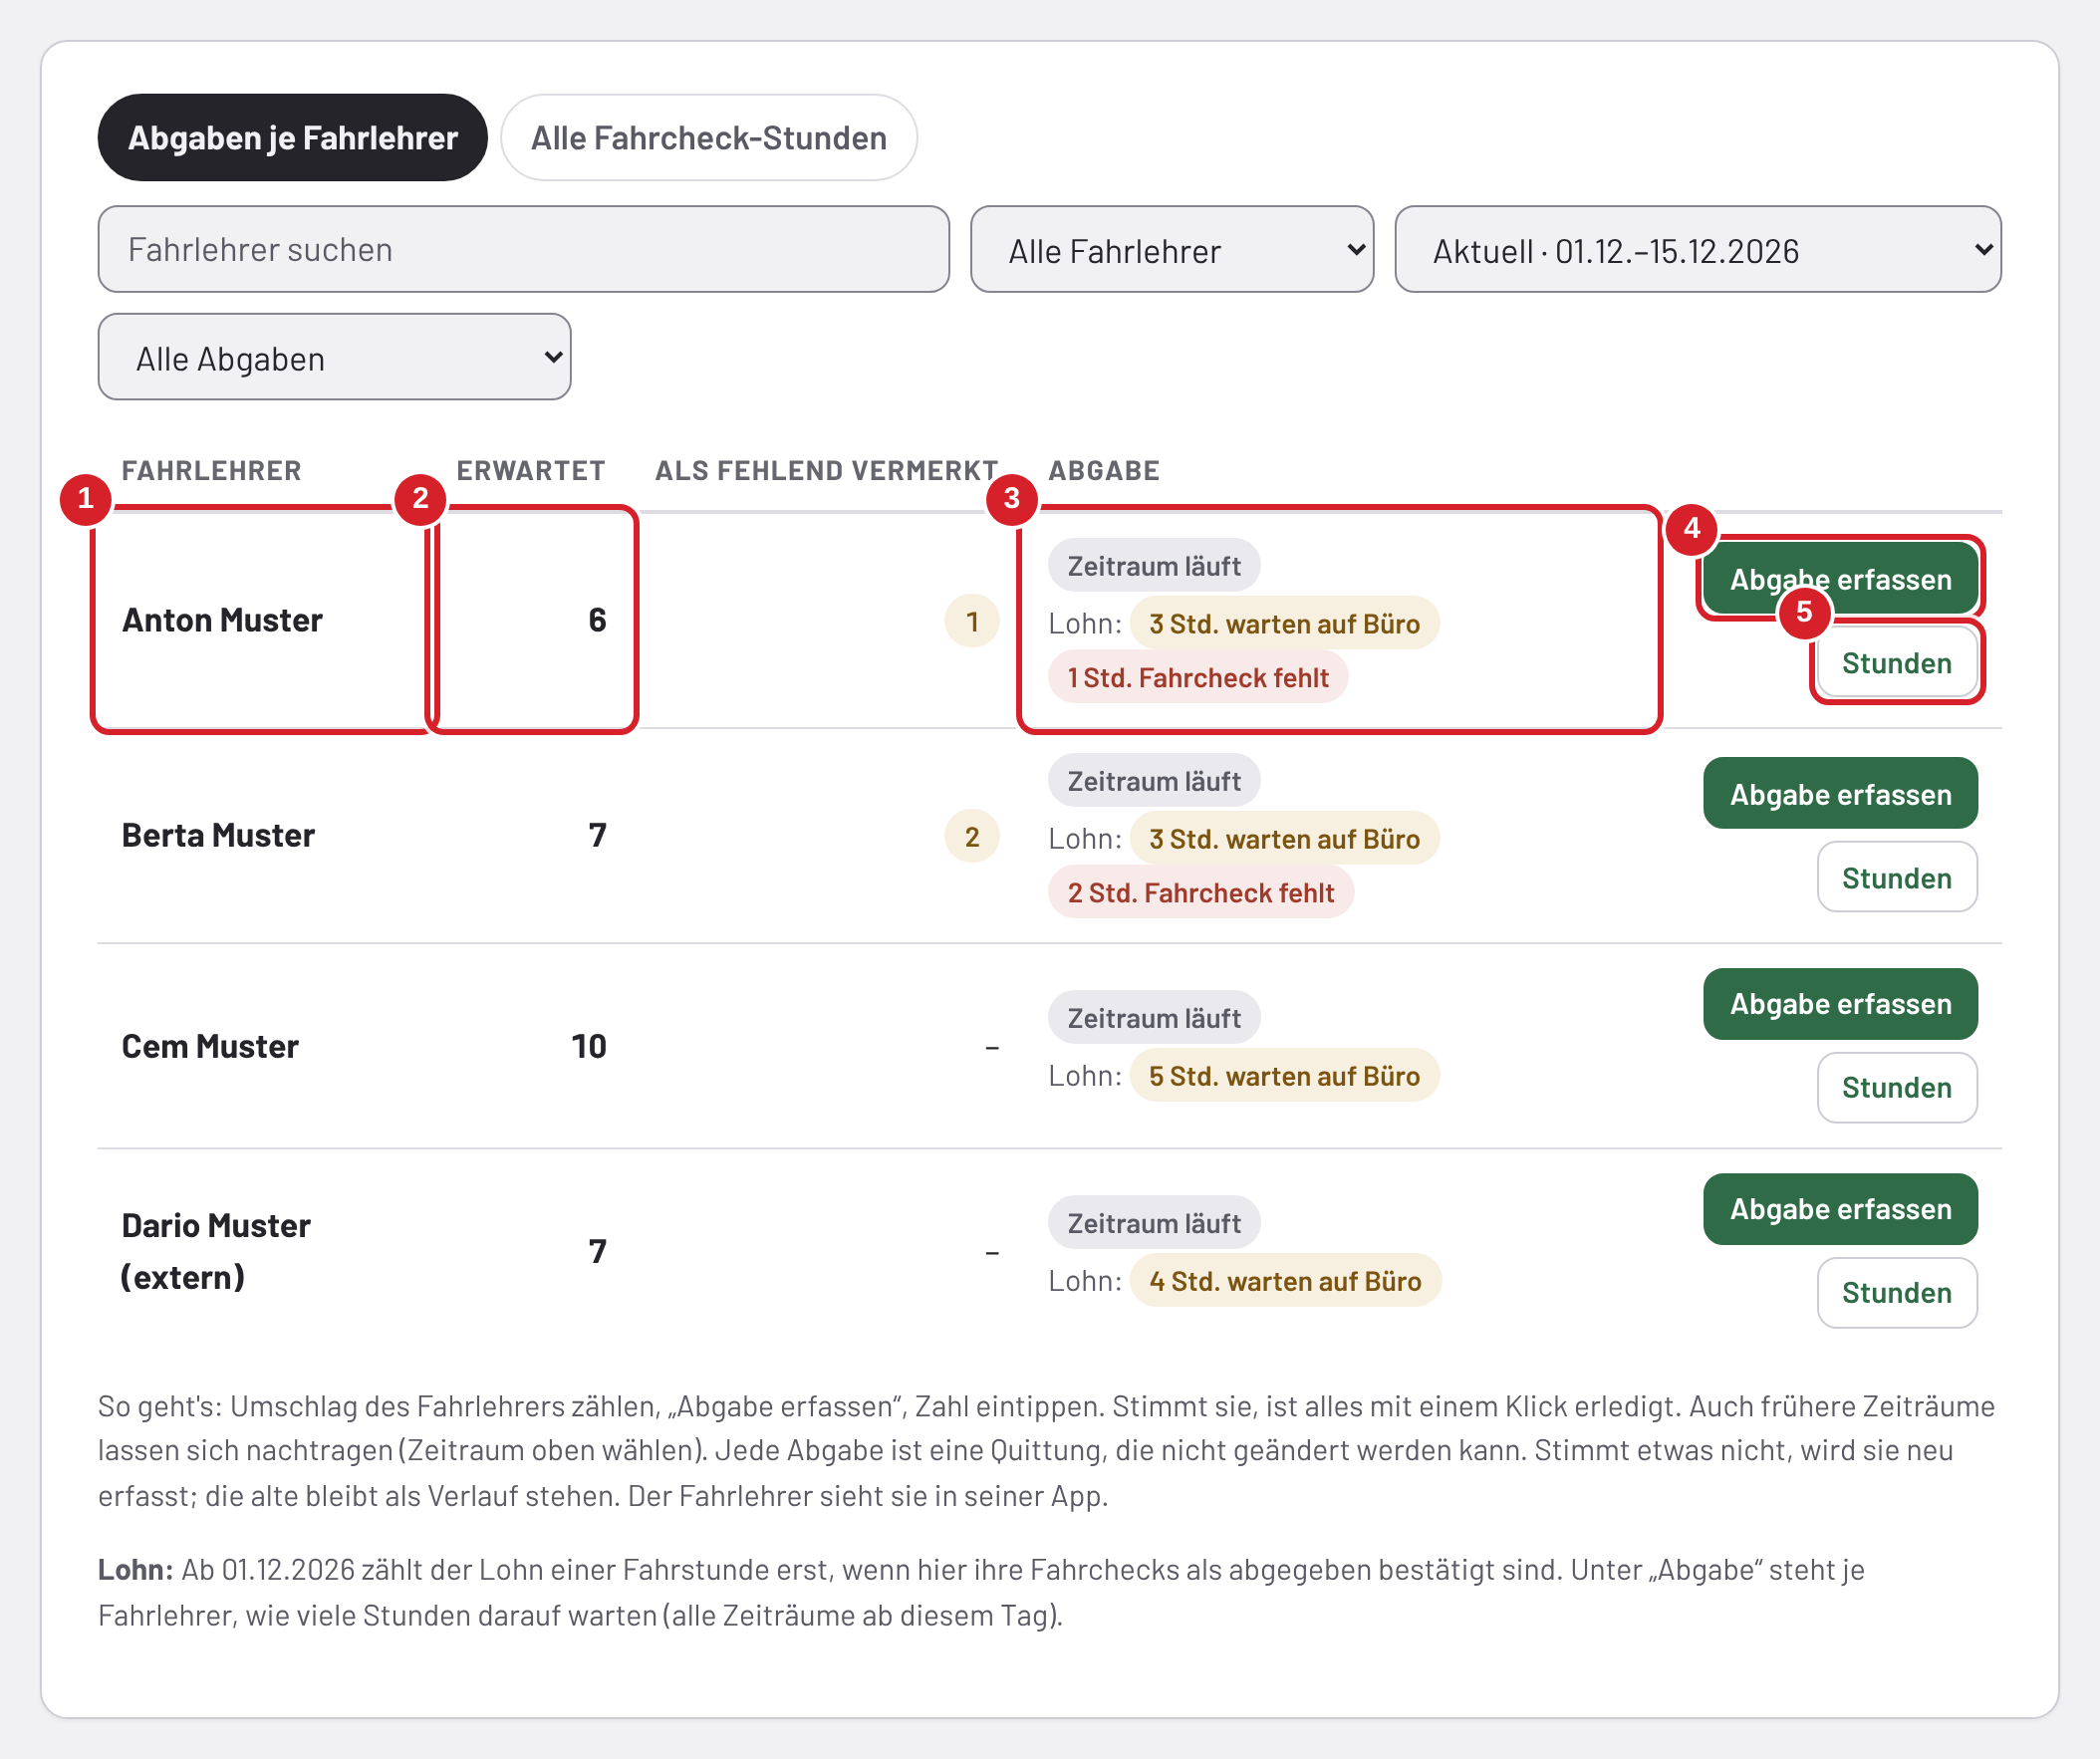 Abgaben je Fahrlehrer
Alle Fahrcheck-Stunden
Fahrlehrer suchen
Alle Fahrlehrer
Aktuell · 01.12.–15.12.2026
Alle Abgaben
FAHRLEHRER
ERWARTET
ALS FEHLEND VERMERKT
ABGABE
1
2
3
4
5
Anton Muster
6
1
Zeitraum läuft
Lohn: 3 Std. warten auf Büro
1 Std. Fahrcheck fehlt
Abgabe erfassen
Stunden
Berta Muster
7
2
Zeitraum läuft
Lohn: 3 Std. warten auf Büro
2 Std. Fahrcheck fehlt
Abgabe erfassen
Stunden
Cem Muster
10
–
Zeitraum läuft
Lohn: 5 Std. warten auf Büro
Abgabe erfassen
Stunden
Dario Muster
(extern)
7
–
Zeitraum läuft
Lohn: 4 Std. warten auf Büro
Abgabe erfassen
Stunden
So geht's: Umschlag des Fahrlehrers zählen, „Abgabe erfassen“, Zahl eintippen. Stimmt sie, ist alles mit einem Klick erledigt. Auch frühere Zeiträume
lassen sich nachtragen (Zeitraum oben wählen). Jede Abgabe ist eine Quittung, die nicht geändert werden kann. Stimmt etwas nicht, wird sie neu
erfasst; die alte bleibt als Verlauf stehen. Der Fahrlehrer sieht sie in seiner App.
Lohn: Ab 01.12.2026 zählt der Lohn einer Fahrstunde erst, wenn hier ihre Fahrchecks als abgegeben bestätigt sind. Unter „Abgabe“ steht je
Fahrlehrer, wie viele Stunden darauf warten (alle Zeiträume ab diesem Tag).